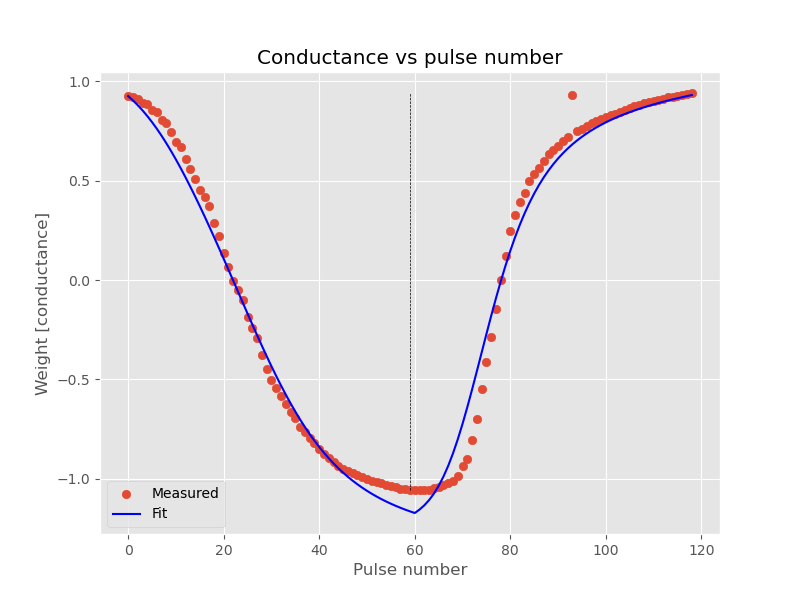 Conductance vs pulse number
1.0
0.5
0.0
−0.5
−1.0
Weight [conductance]
Measured
Fit
0 20 40 60 80 100 120
Pulse number